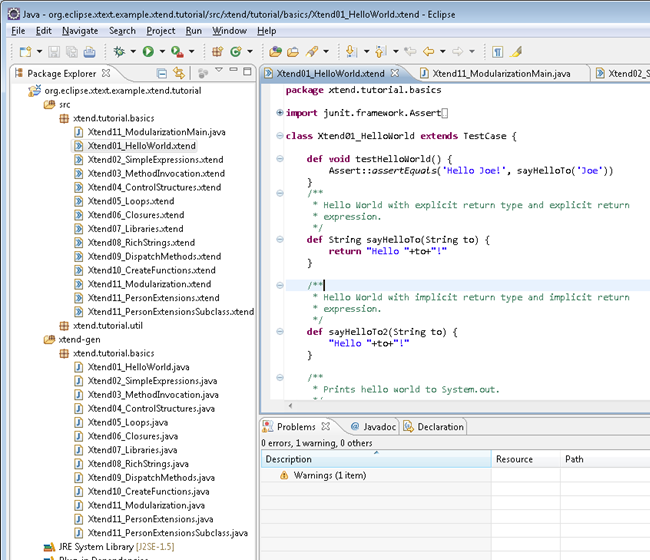 Java - org.eclipse.xtext.example.xtend.tutorial/src/xtend/tutorial/basics/Xtend01_HelloWorld.xtend - Eclipse
File Edit Navigate Search Project Run Window Help
Package Explorer
org.eclipse.xtext.example.xtend.tutorial
src
xtend.tutorial.basics
Xtend11_ModularizationMain.java
Xtend01_HelloWorld.xtend
Xtend02_SimpleExpressions.xtend
Xtend03_MethodInvocation.xtend
Xtend04_ControlStructures.xtend
Xtend05_Loops.xtend
Xtend06_Closures.xtend
Xtend07_Libraries.xtend
Xtend08_RichStrings.xtend
Xtend09_DispatchMethods.xtend
Xtend10_CreateFunctions.xtend
Xtend11_Modularization.xtend
Xtend11_PersonExtensions.xtend
Xtend11_PersonExtensionsSubclass.xtend
xtend.tutorial.util
xtend-gen
xtend.tutorial.basics
Xtend01_HelloWorld.java
Xtend02_SimpleExpressions.java
Xtend03_MethodInvocation.java
Xtend04_ControlStructures.java
Xtend05_Loops.java
Xtend06_Closures.java
Xtend07_Libraries.java
Xtend08_RichStrings.java
Xtend09_DispatchMethods.java
Xtend10_CreateFunctions.java
Xtend11_Modularization.java
Xtend11_PersonExtensions.java
Xtend11_PersonExtensionsSubclass.java
JRE System Library [J2SE-1.5]
Plug-in Dependencies
Xtend01_HelloWorld.xtend Xtend11_ModularizationMain.java Xtend02_S
package xtend.tutorial.basics
import junit.framework.Assert
class Xtend01_HelloWorld extends TestCase {
def void testHelloWorld() {
Assert::assertEquals('Hello Joe!', sayHelloTo('Joe'))
}
/**
* Hello World with explicit return type and explicit return
* expression.
*/
def String sayHelloTo(String to) {
return "Hello "+to+"!"
}
/**
* Hello World with implicit return type and implicit return
* expression.
*/
def sayHelloTo2(String to) {
"Hello "+to+"!"
}
/**
* Prints hello world to System.out.
*/
Problems @ Javadoc Declaration
0 errors, 1 warning, 0 others
Description Resource Path
Warnings (1 item)